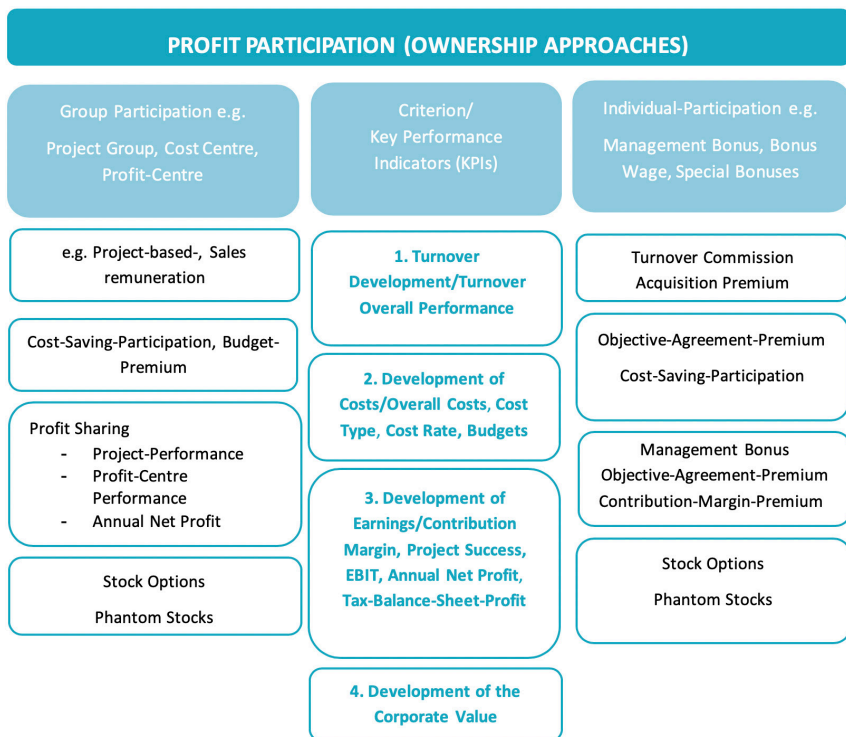 PROFIT PARTICIPATION (OWNERSHIP APPROACHES)
Group Participation e.g.
Project Group, Cost Centre,
Profit-Centre
Criterion/
Key Performance
Indicators (KPIs)
Individual-Participation e.g.
Management Bonus, Bonus
Wage, Special Bonuses
e.g. Project-based-, Sales
remuneration
1. Turnover
Development/Turnover
Overall Performance
Turnover Commission
Acquisition Premium
Cost-Saving-Participation, Budget-
Premium
2. Development of
Costs/Overall Costs, Cost
Type, Cost Rate, Budgets
Objective-Agreement-Premium
Cost-Saving-Participation
Profit Sharing
- Project-Performance
- Profit-Centre
Performance
- Annual Net Profit
3. Development of
Earnings/Contribution
Margin, Project Success,
EBIT, Annual Net Profit,
Tax-Balance-Sheet-Profit
Management Bonus
Objective-Agreement-Premium
Contribution-Margin-Premium
Stock Options
Phantom Stocks
4. Development of the
Corporate Value
Stock Options
Phantom Stocks